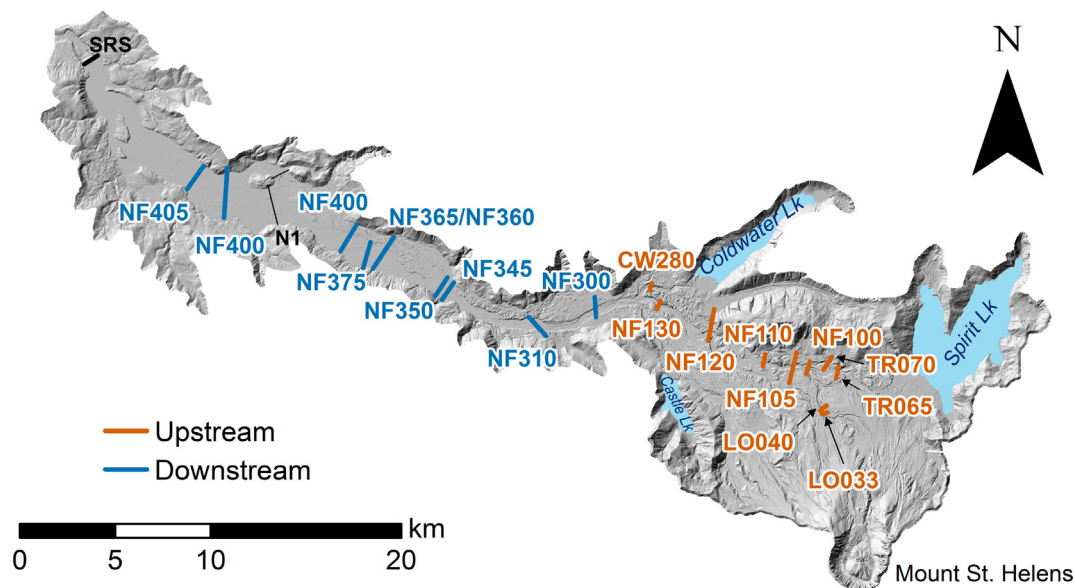 SRS
N
NF405
NF400
N1
NF400
NF365/NF360
NF375
NF345
NF350
NF300
NF310
CW280
Coldwater Lk
NF130
NF120
NF110
NF100
TR070
NF105
TR065
Spirit Lk
Castle Lk
LO040
LO033
Upstream
Downstream
km
0 5 10 20
Mount St. Helens